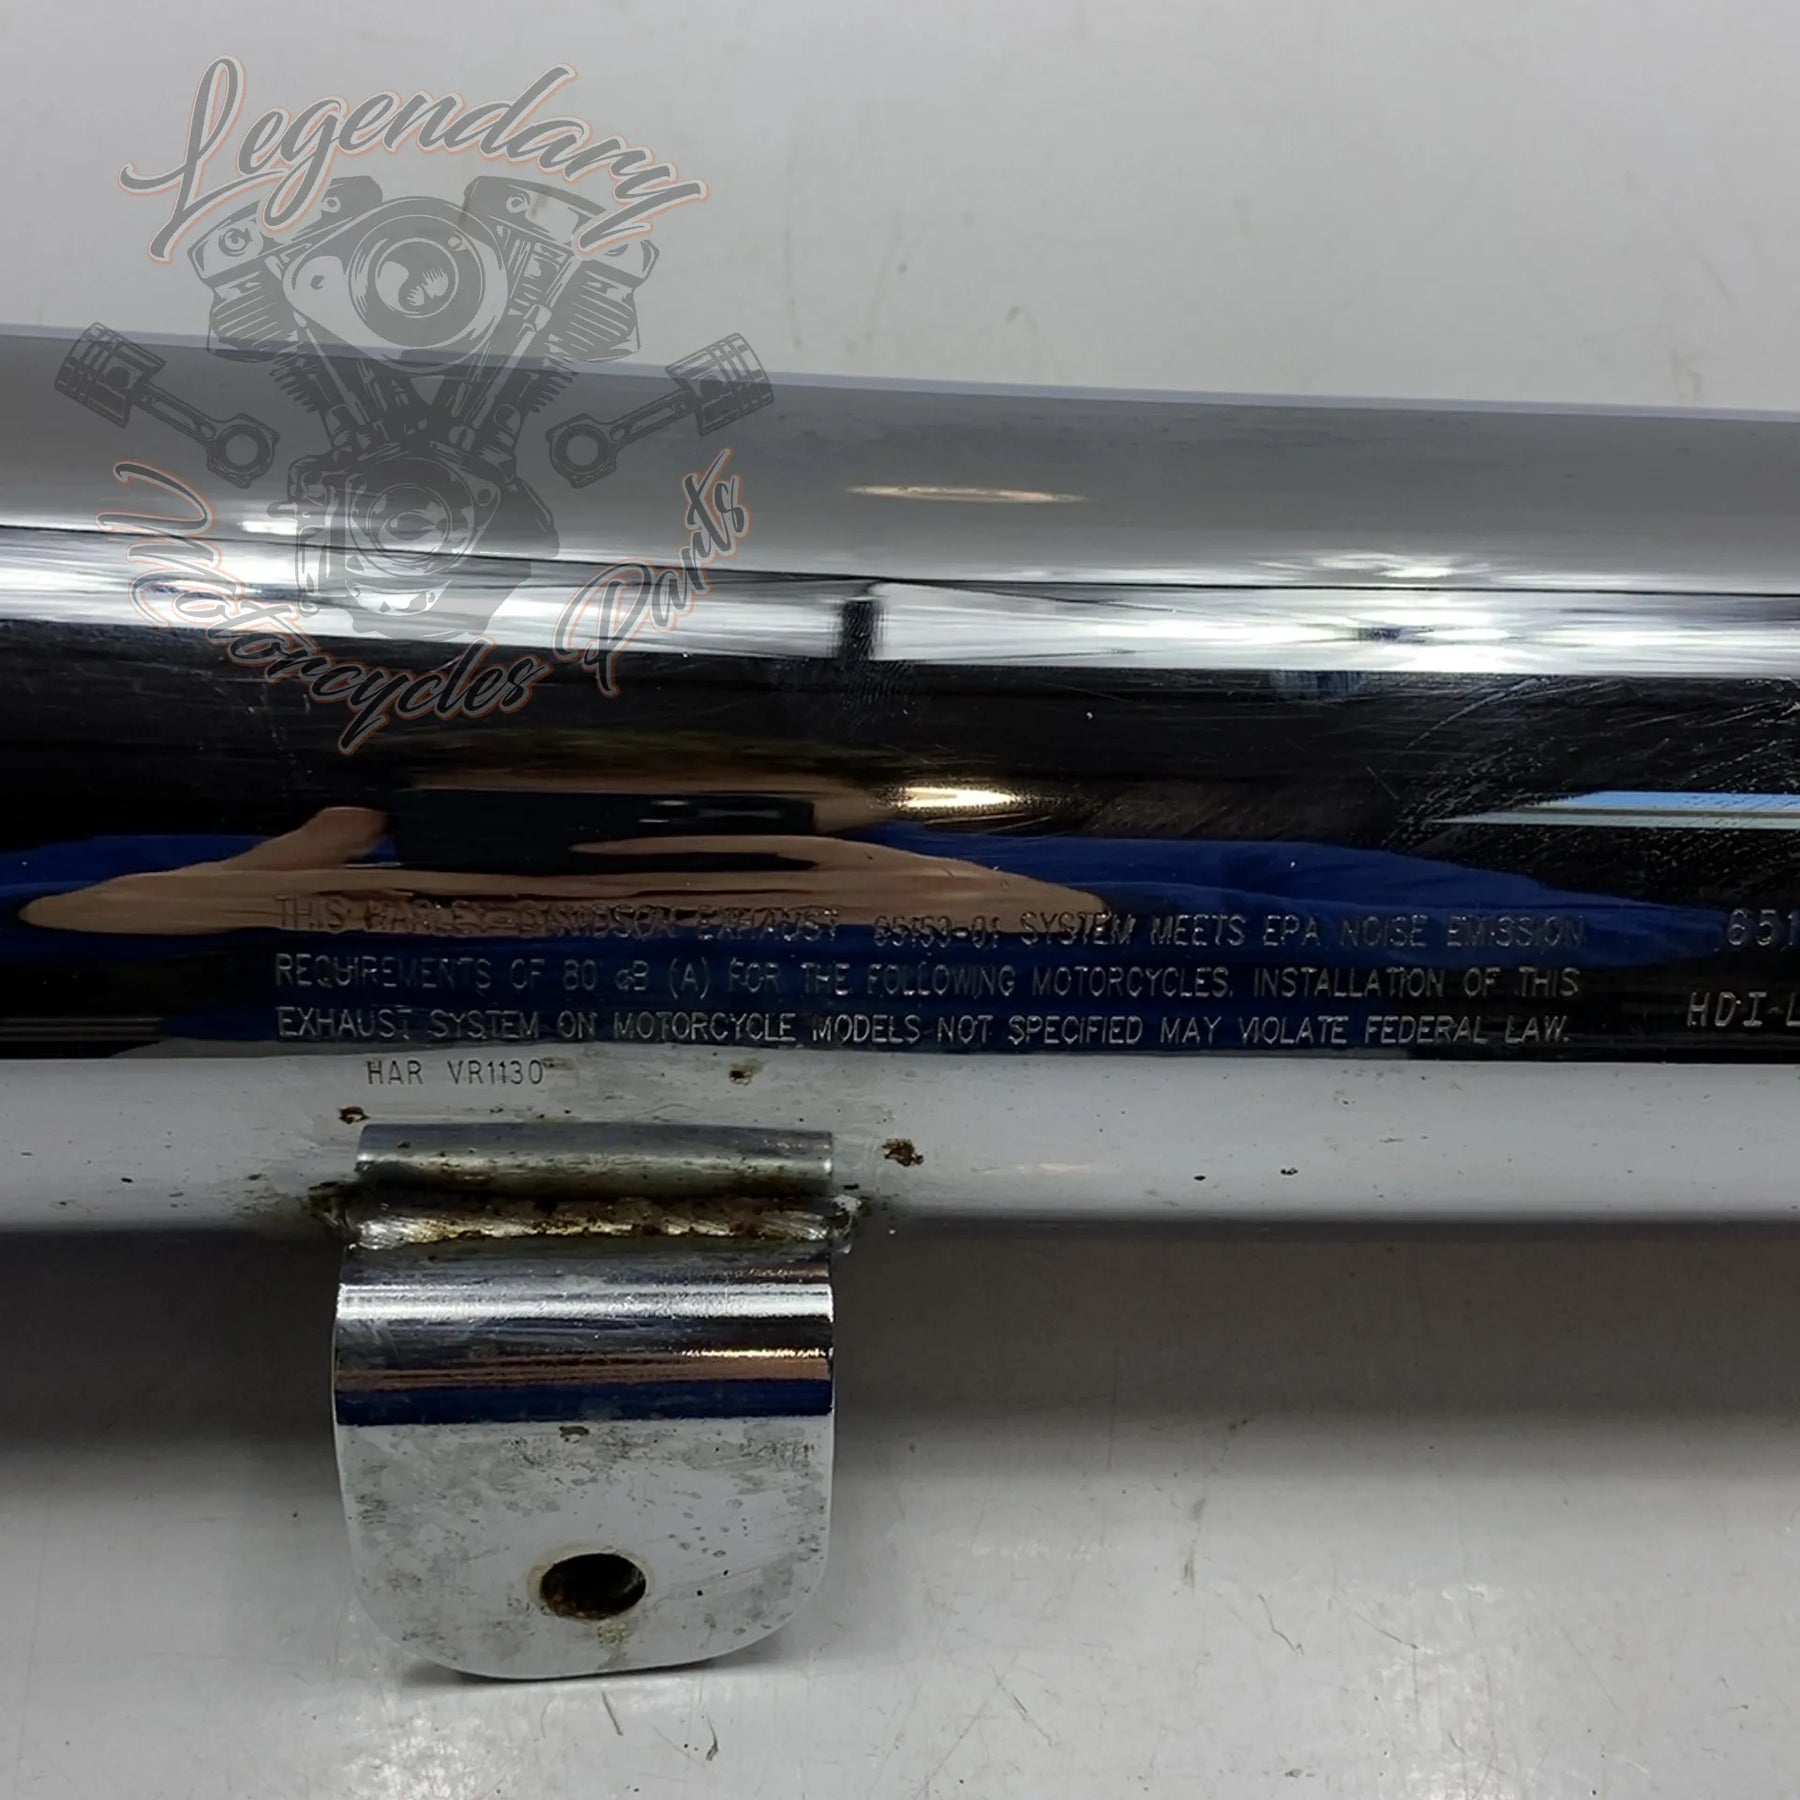 Legendary
Motorcycles Parts
THIS HARLEY-DAVIDSON EXHAUST 65153-01 SYSTEM MEETS EPA NOISE EMISSION
REQUIREMENTS OF 80 dB (A) FOR THE FOLLOWING MOTORCYCLES. INSTALLATION OF THIS
EXHAUST SYSTEM ON MOTORCYCLE MODELS NOT SPECIFIED MAY VIOLATE FEDERAL LAW.
HAR VR1130
651
HDI-L